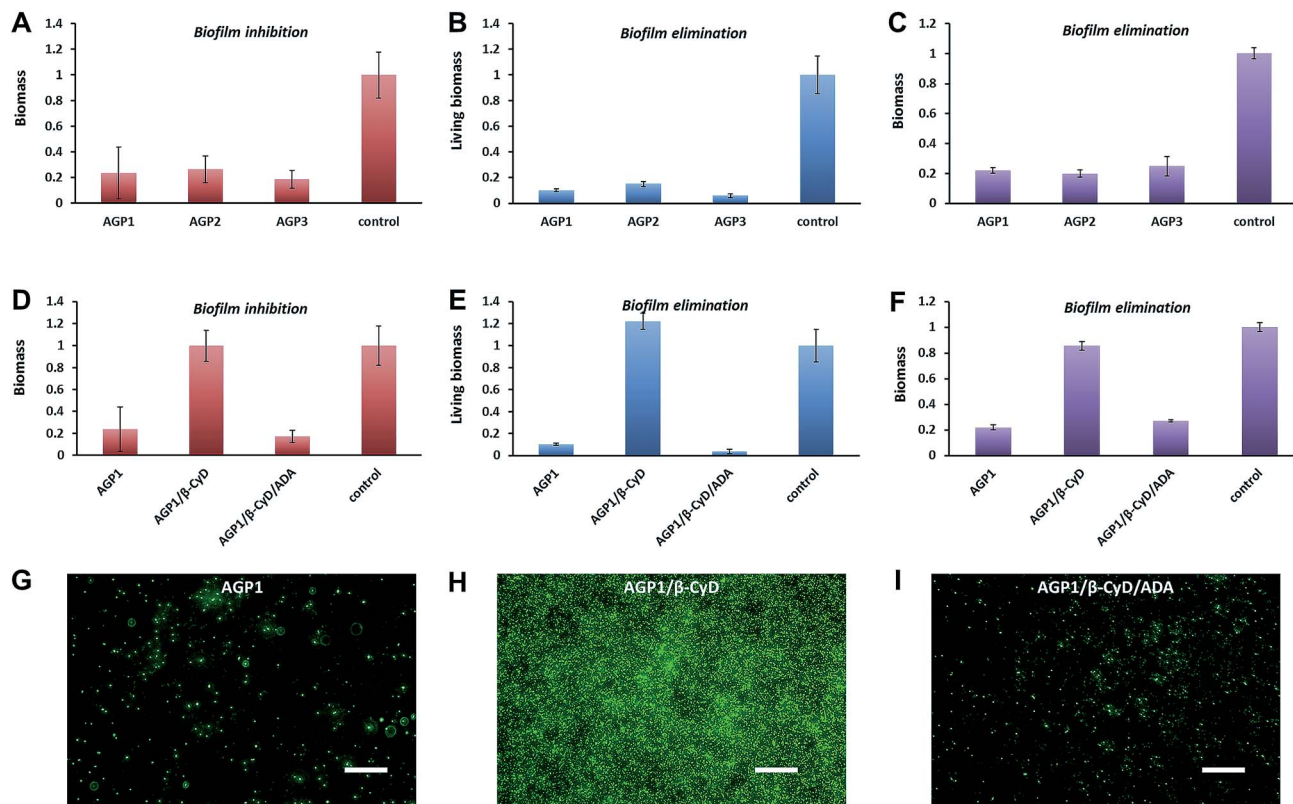 A
Biofilm inhibition
Biomass
1.4
1.2
1
0.8
0.6
0.4
0.2
0
AGP1 AGP2 AGP3 control
B
Biofilm elimination
Living biomass
1.4
1.2
1
0.8
0.6
0.4
0.2
0
AGP1 AGP2 AGP3 control
C
Biofilm elimination
Biomass
1.2
1
0.8
0.6
0.4
0.2
0
AGP1 AGP2 AGP3 control
D
Biofilm inhibition
Biomass
1.4
1.2
1
0.8
0.6
0.4
0.2
0
AGP1 AGP1/β-CyD AGP1/β-CyD/ADA control
E
Biofilm elimination
Living biomass
1.4
1.2
1
0.8
0.6
0.4
0.2
0
AGP1 AGP1/β-CyD AGP1/β-CyD/ADA control
F
Biofilm elimination
Biomass
1.2
1
0.8
0.6
0.4
0.2
0
AGP1 AGP1/β-CyD AGP1/β-CyD/ADA control
G
AGP1
H
AGP1/β-CyD
I
AGP1/β-CyD/ADA